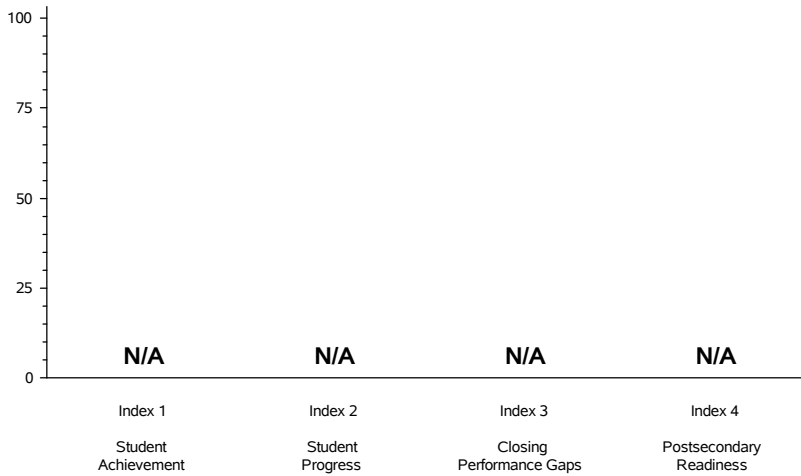 100
75
50
25
0
N/A N/A N/A N/A
Index 1 Index 2 Index 3 Index 4
Student Student Closing Postsecondary
Achievement Progress Performance Gaps Readiness